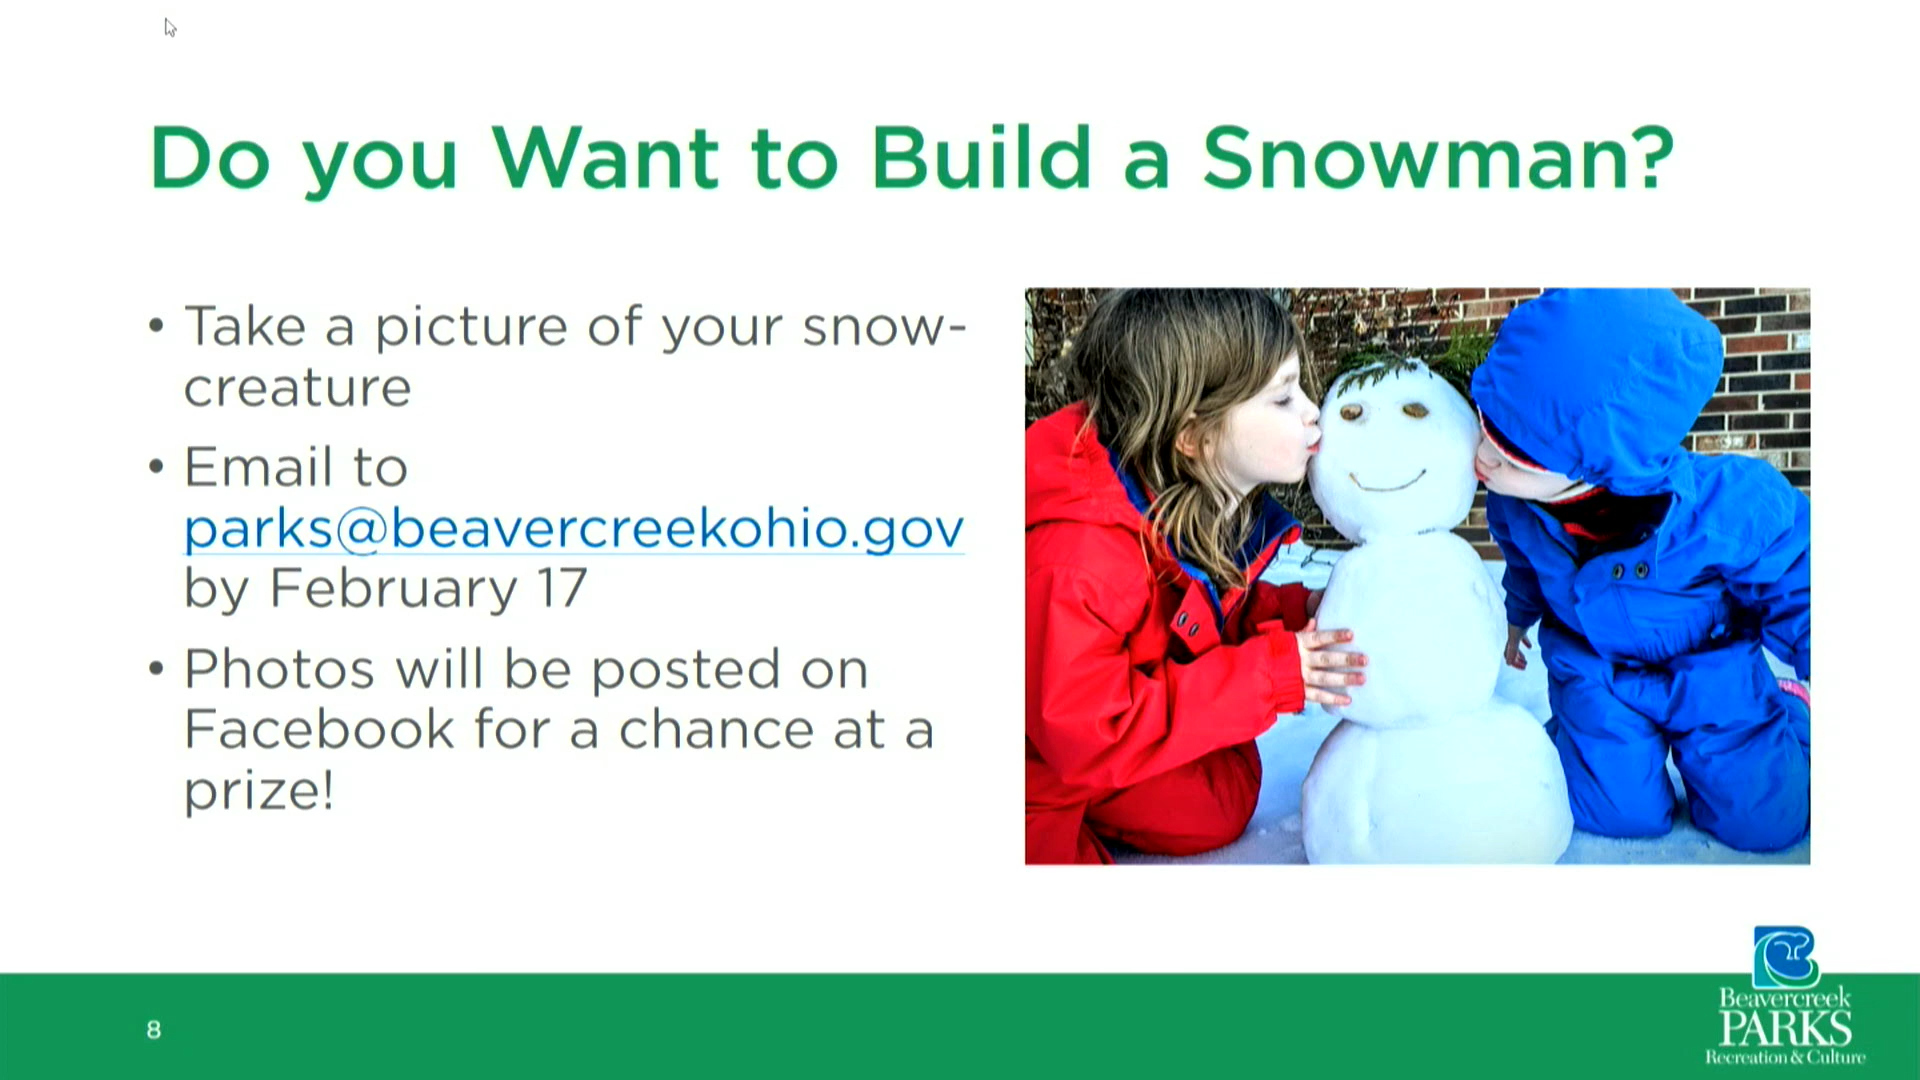 Do you Want to Build a Snowman?
• Take a picture of your snow-
creature
• Email to
parks@beavercreekohio.gov
by February 17
• Photos will be posted on
Facebook for a chance at a
prize!
8
Beavercreek
PARKS
Recreation & Culture